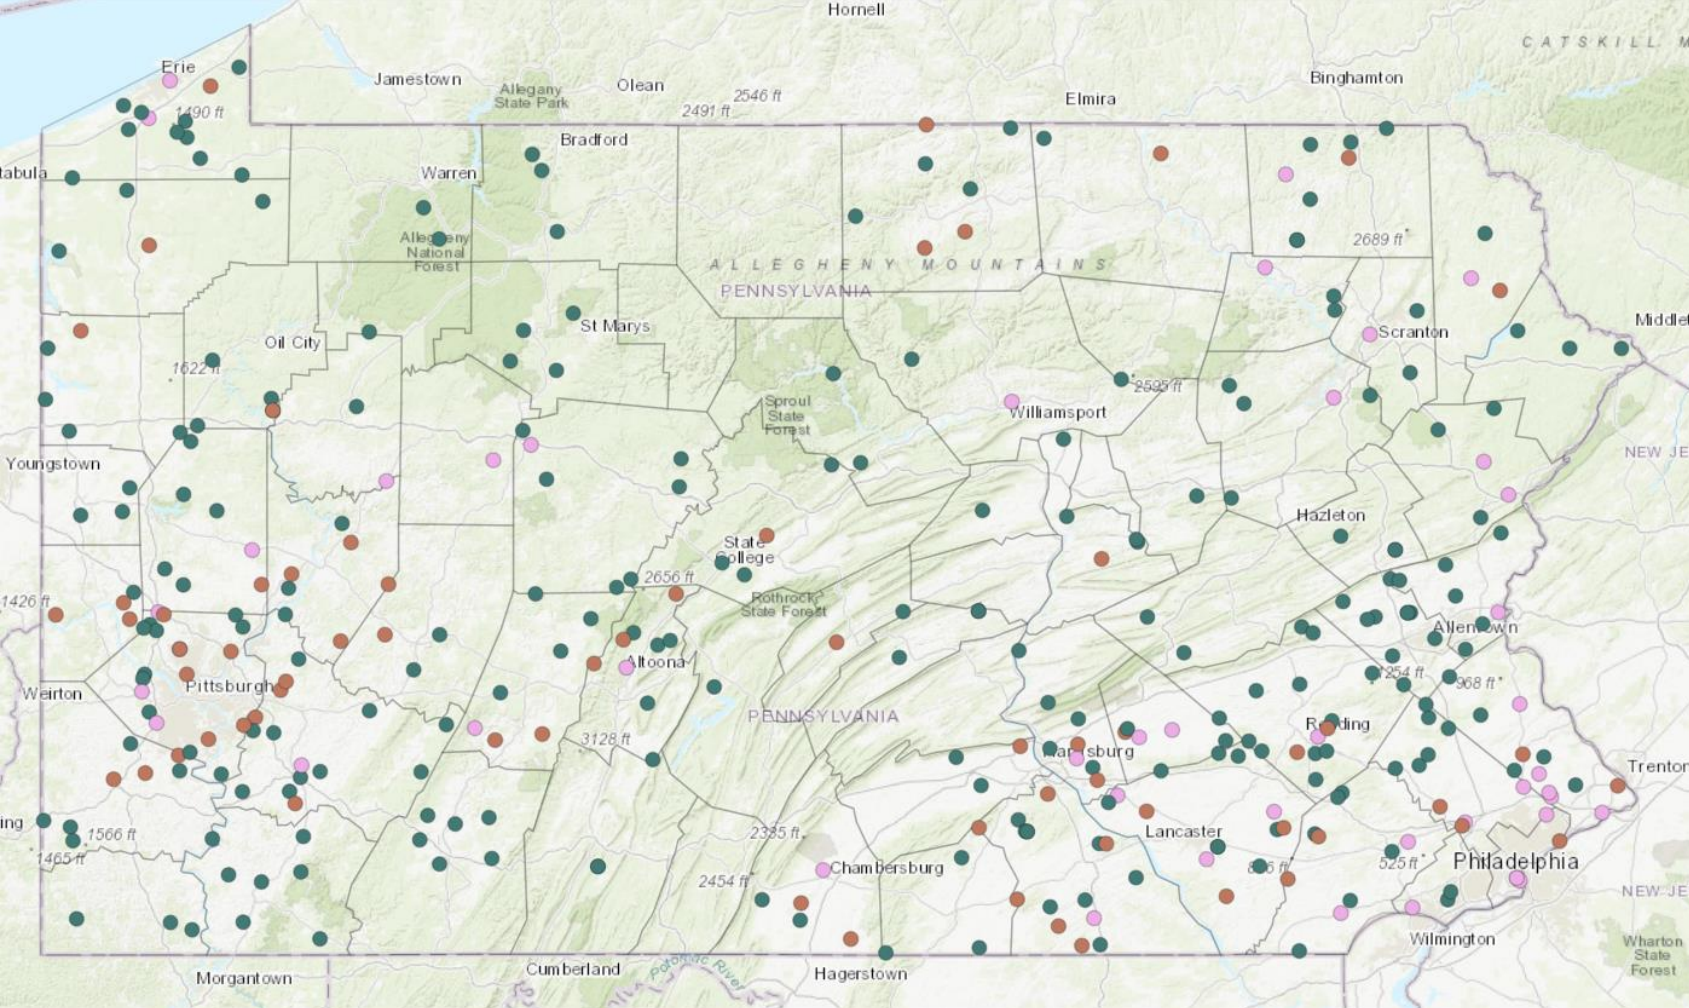 Hornell
CATSKILL M
Erie
Jamestown
Allegany
State Park
Olean
2546 ft
2491 ft
Elmira
Binghamton
1490 ft
Bradford
tabula
Warren
Allegheny
National
Forest
2689 ft
ALLEGHENY MOUNTAINS
PENNSYLVANIA
St Marys
Oil City
Scranton
Middlet
1622 ft
2595 ft
Sproul
State
Forest
Williamsport
NEW JE
Youngstown
Hazleton
State
College
2656 ft
Rothrock
State Forest
1426 ft
Allentown
Altoona
1254 ft
968 ft
Weirton
Pittsburgh
PENNSYLVANIA
Reading
3128 ft
Harrisburg
Trenton
ing
1566 ft
1465 ft
2335 ft
Lancaster
Chambersburg
2454 ft
525 ft
Philadelphia
NEW JE
Wilmington
Wharton
State
Forest
Morgantown
Cumberland
Potomac River
Hagerstown